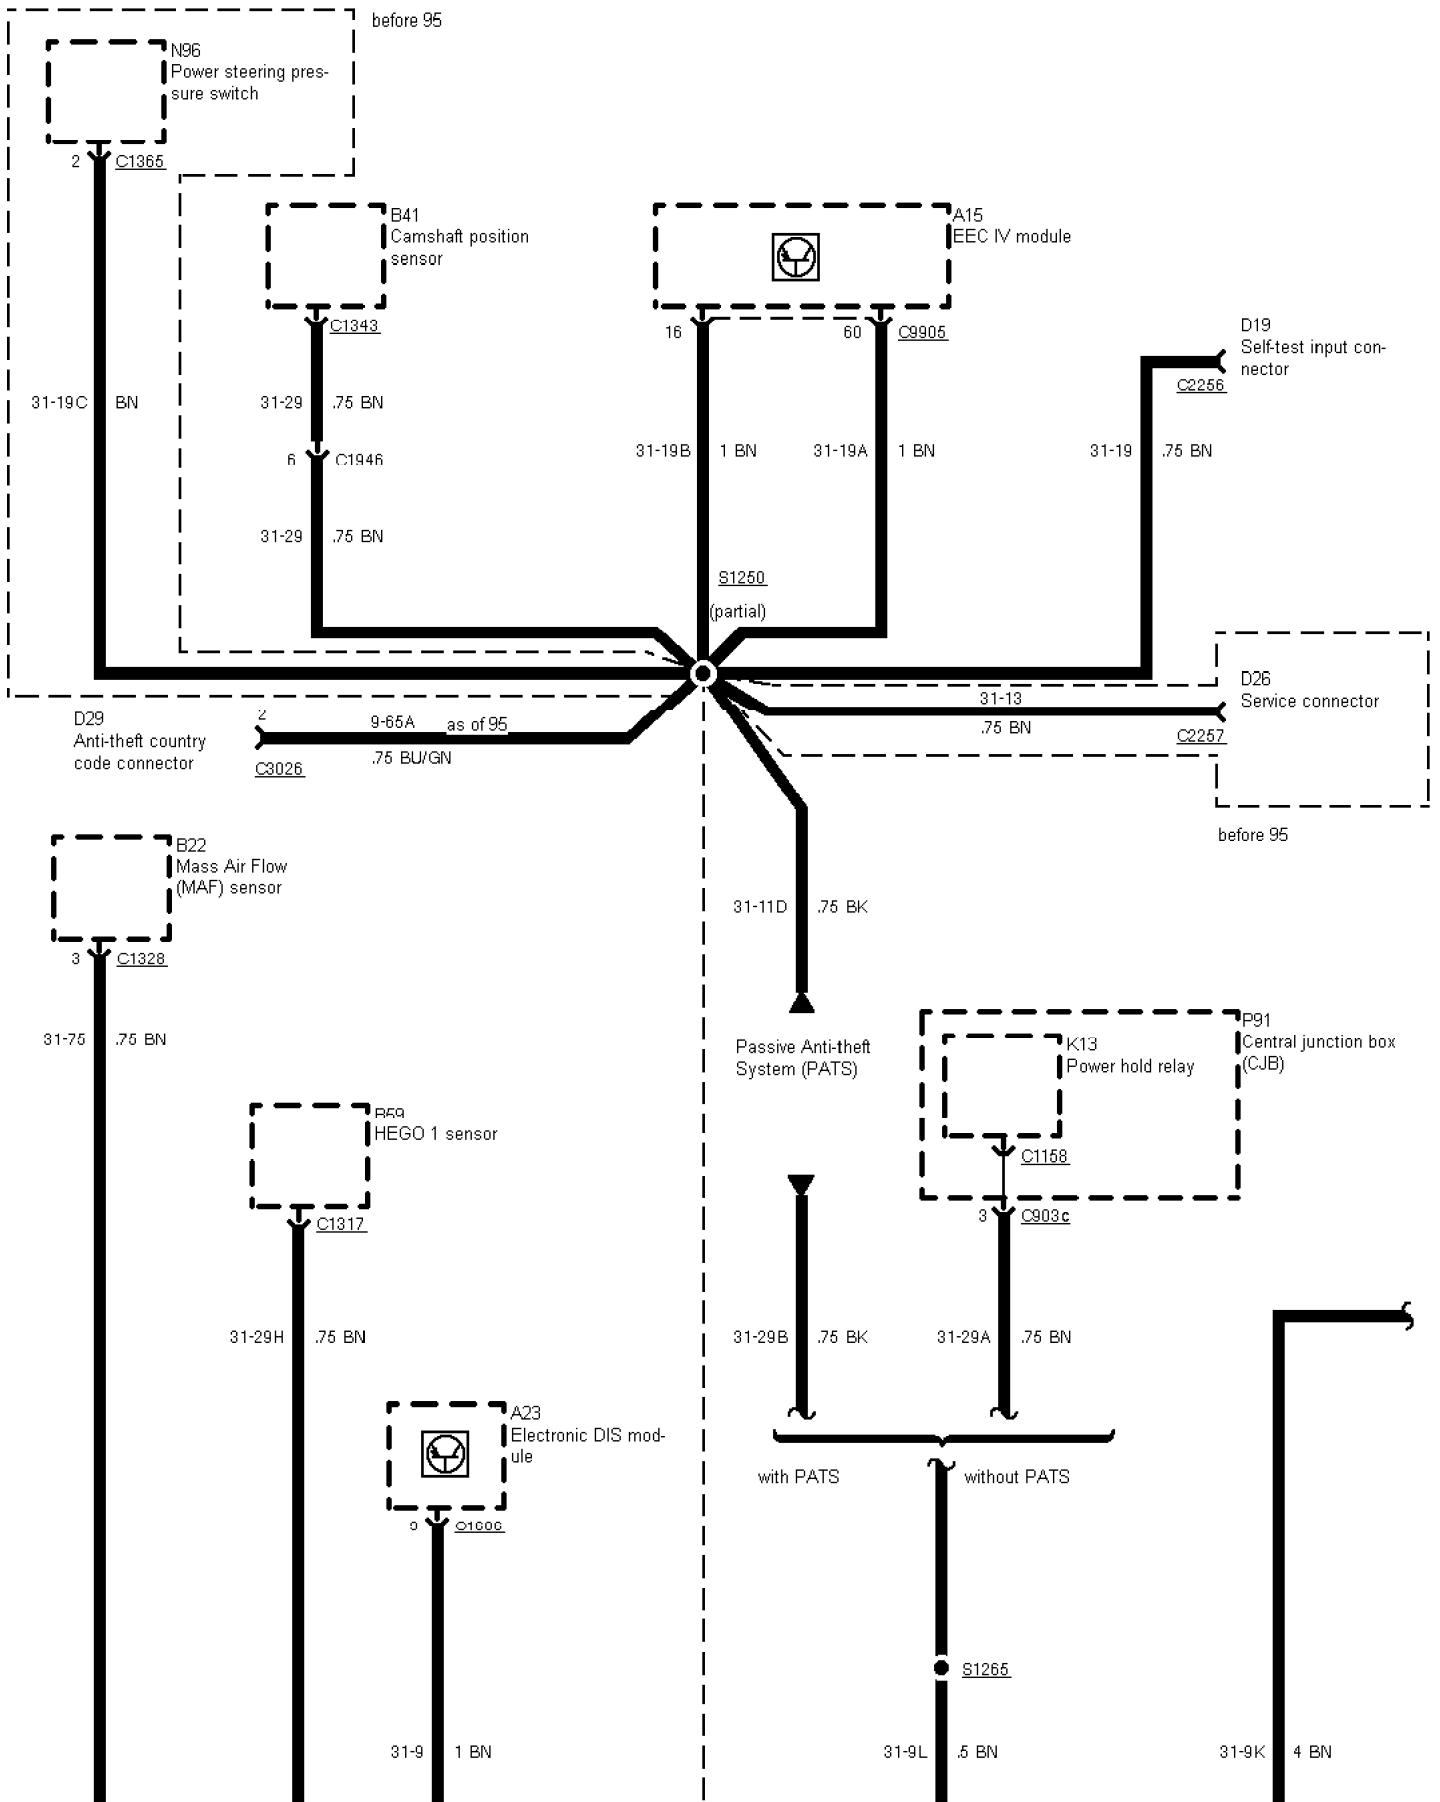 before 95
N96
Power steering pres-
sure switch
2 C1365
B41
Camshaft position
sensor
C1343
A15
EEC IV module
16
60 C9905
D19
Self-test input con-
nector
C2256
31-19C BN
31-29 .75 BN
6 C1946
31-19B 1 BN
31-19A 1 BN
31-19 .75 BN
31-29 .75 BN
S1250
(partial)
D26
Service connector
31-13
.75 BN
C2257
before 95
D29
Anti-theft country
code connector
2
9-65A as of 95
.75 BU/GN
C3026
B22
Mass Air Flow
(MAF) sensor
3 C1328
31-11D .75 BK
31-75 .75 BN
Passive Anti-theft
System (PATS)
P91
Central junction box
(CJB)
K13
Power hold relay
C1158
3 C903c
B59
HEGO 1 sensor
C1317
31-29H .75 BN
31-29B .75 BK
31-29A .75 BN
A23
Electronic DIS mod-
ule
with PATS
without PATS
S1265
31-9 1 BN
31-9L .5 BN
31-9K 4 BN